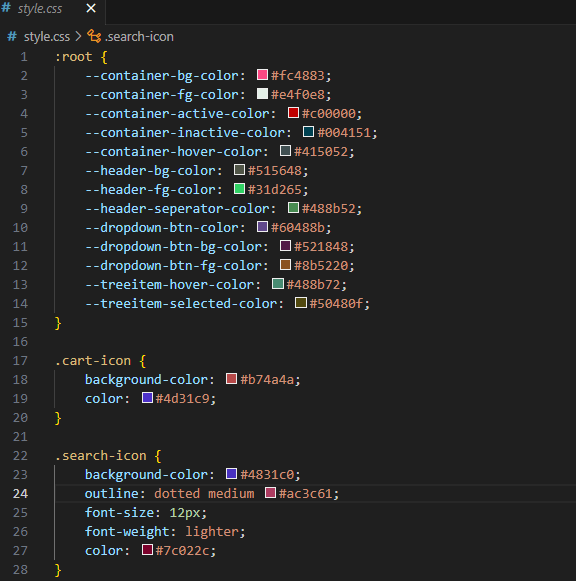 # style.css ×
# style.css > .search-icon
1 :root {
2 --container-bg-color: #fc4883;
3 --container-fg-color: #e4f0e8;
4 --container-active-color: #c00000;
5 --container-inactive-color: #004151;
6 --container-hover-color: #415052;
7 --header-bg-color: #515648;
8 --header-fg-color: #31d265;
9 --header-seperator-color: #488b52;
10 --dropdown-btn-color: #60488b;
11 --dropdown-btn-bg-color: #521848;
12 --dropdown-btn-fg-color: #8b5220;
13 --treeitem-hover-color: #488b72;
14 --treeitem-selected-color: #50480f;
15 }
16
17 .cart-icon {
18 background-color: #b74a4a;
19 color: #4d31c9;
20 }
21
22 .search-icon {
23 background-color: #4831c0;
24 outline: dotted medium #ac3c61;
25 font-size: 12px;
26 font-weight: lighter;
27 color: #7c022c;
28 }